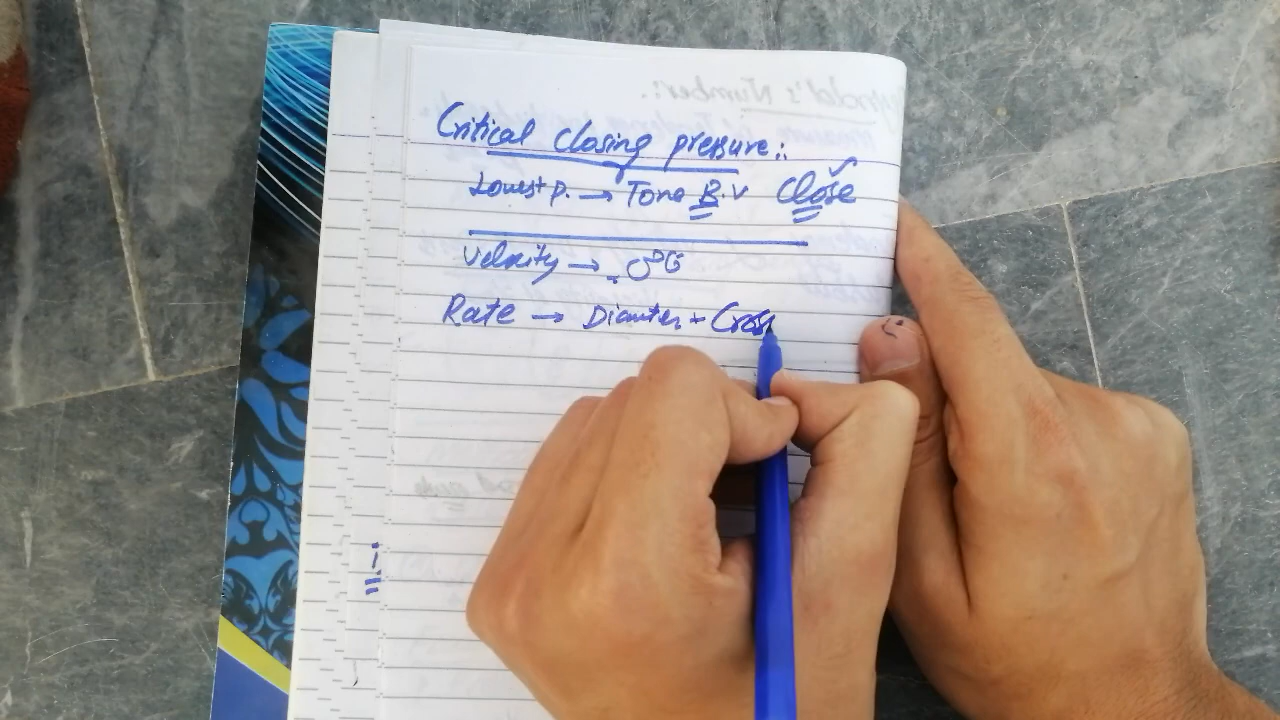 Critical closing pressure:
Lowest p. → Tone B.V Close
Velocity →
Rate → Diameter + Cross